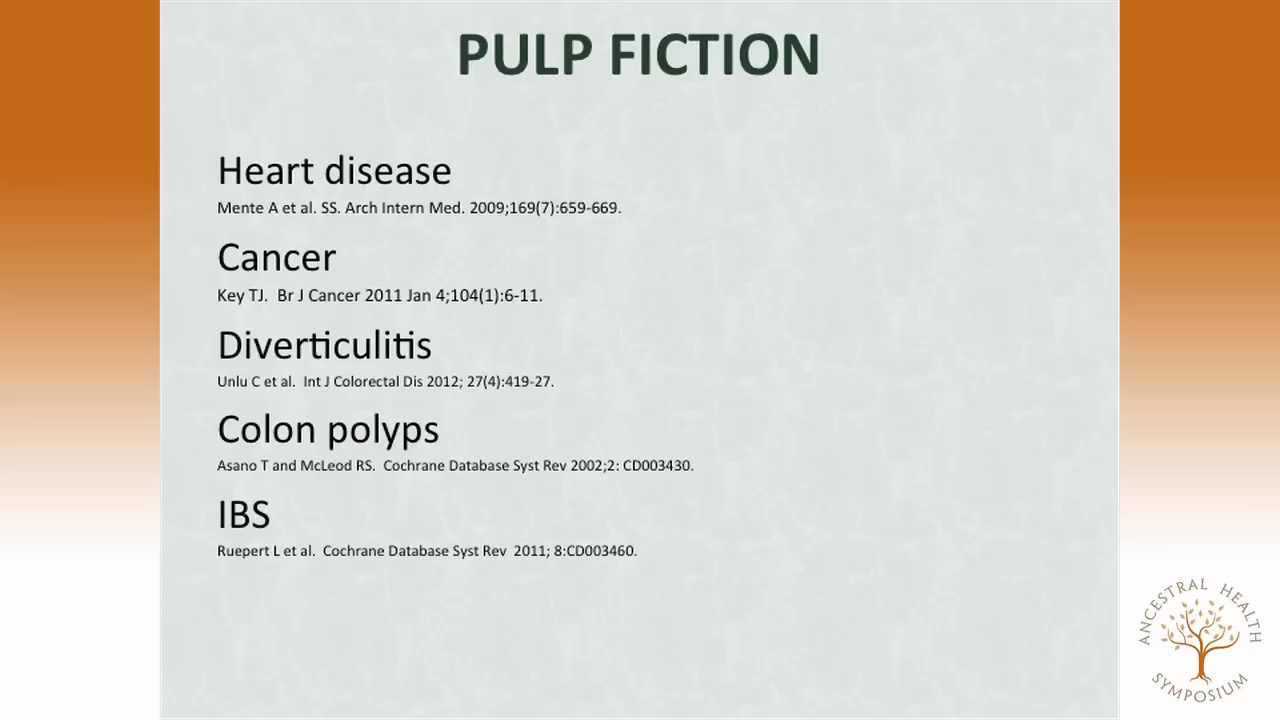 PULP FICTION
Heart disease
Mente A et al. SS. Arch Intern Med. 2009;169(7):659-669.
Cancer
Key TJ.  Br J Cancer 2011 Jan 4;104(1):6-11.
Diverticulitis
Unlu C et al.  Int J Colorectal Dis 2012; 27(4):419-27.
Colon polyps
Asano T and McLeod RS.  Cochrane Database Syst Rev 2002;2: CD003430.
IBS
Ruepert L et al.  Cochrane Database Syst Rev  2011; 8:CD003460.
ANCESTRAL HEALTH
SYMPOSIUM